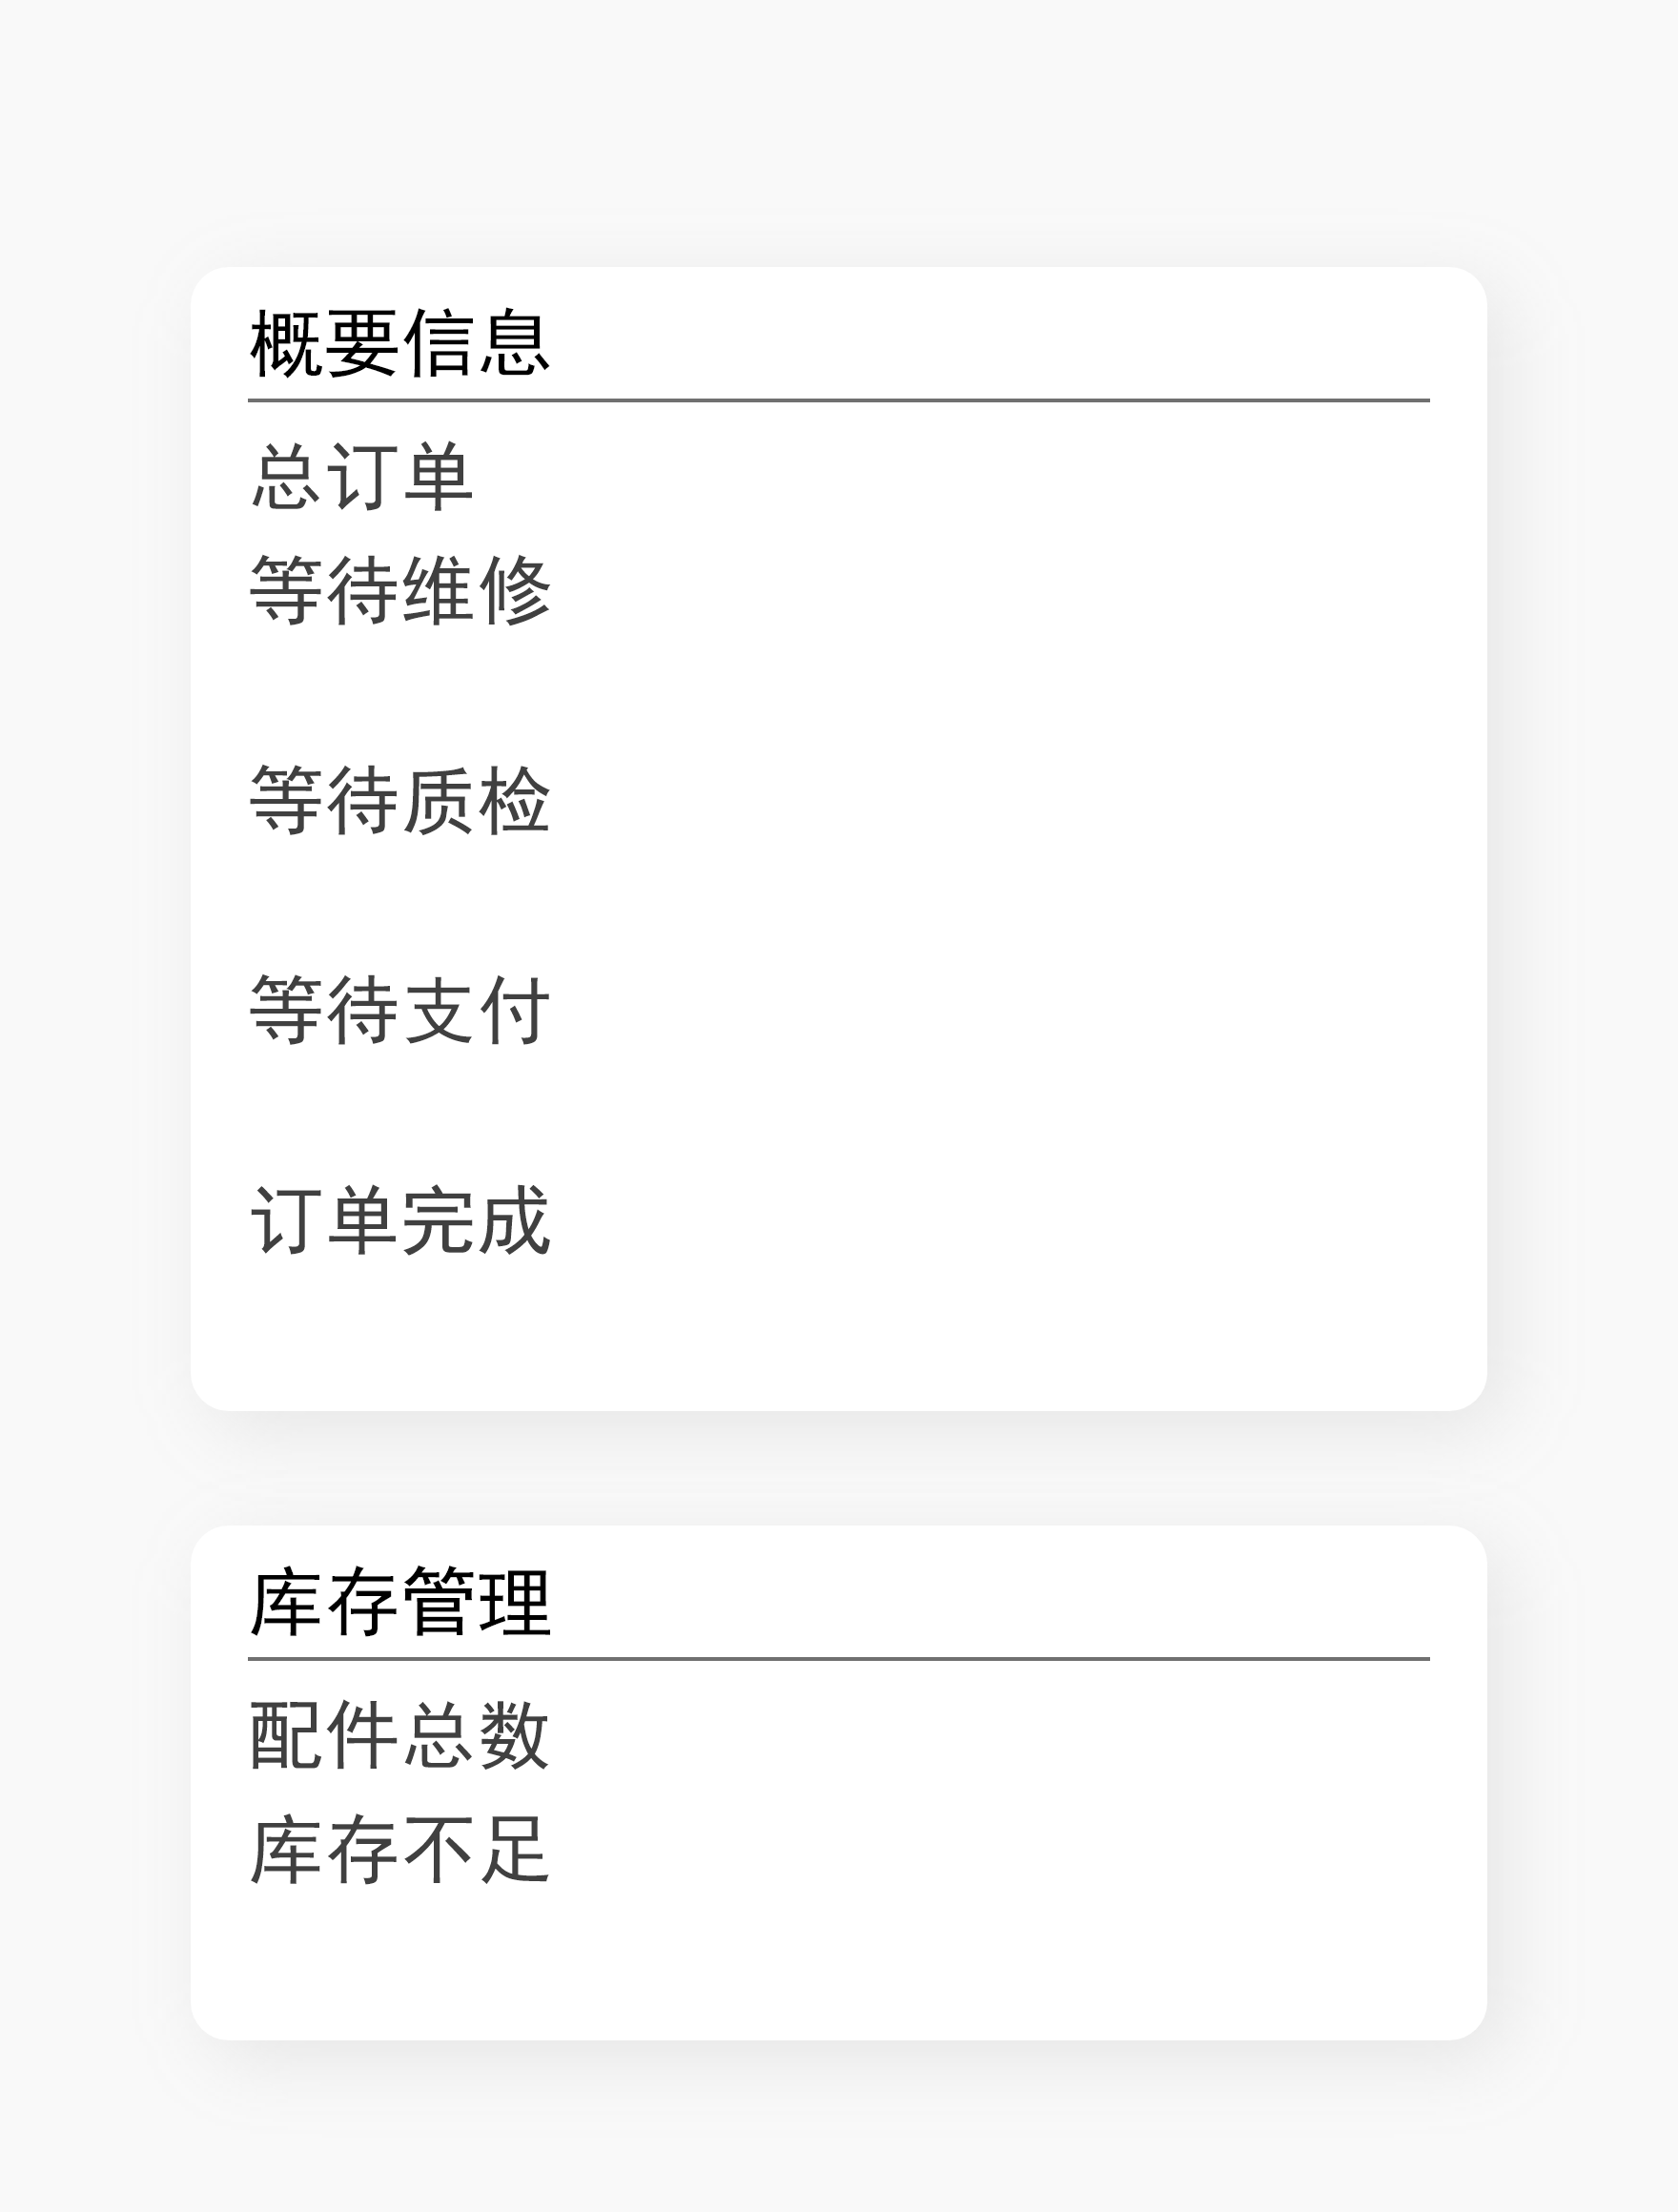 概要信息
总订单
等待维修
等待质检
等待支付
订单完成
库存管理
配件总数
库存不足